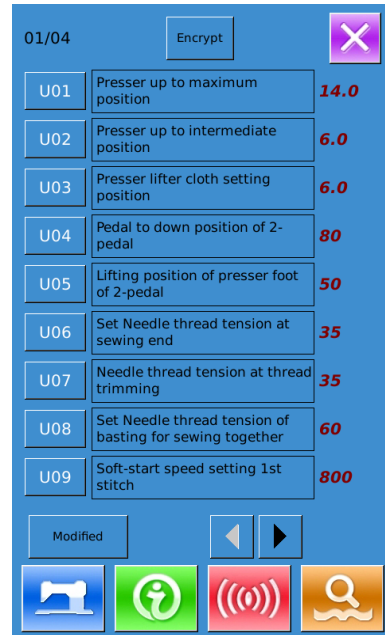 01/04
Encrypt
U01
Presser up to maximum
position
14.0
U02
Presser up to intermediate
position
6.0
U03
Presser lifter cloth setting
position
6.0
U04
Pedal to down position of 2-
pedal
80
U05
Lifting position of presser foot
of 2-pedal
50
U06
Set Needle thread tension at
sewing end
35
U07
Needle thread tension at thread
trimming
35
U08
Set Needle thread tension of
basting for sewing together
60
U09
Soft-start speed setting 1st
stitch
800
Modified